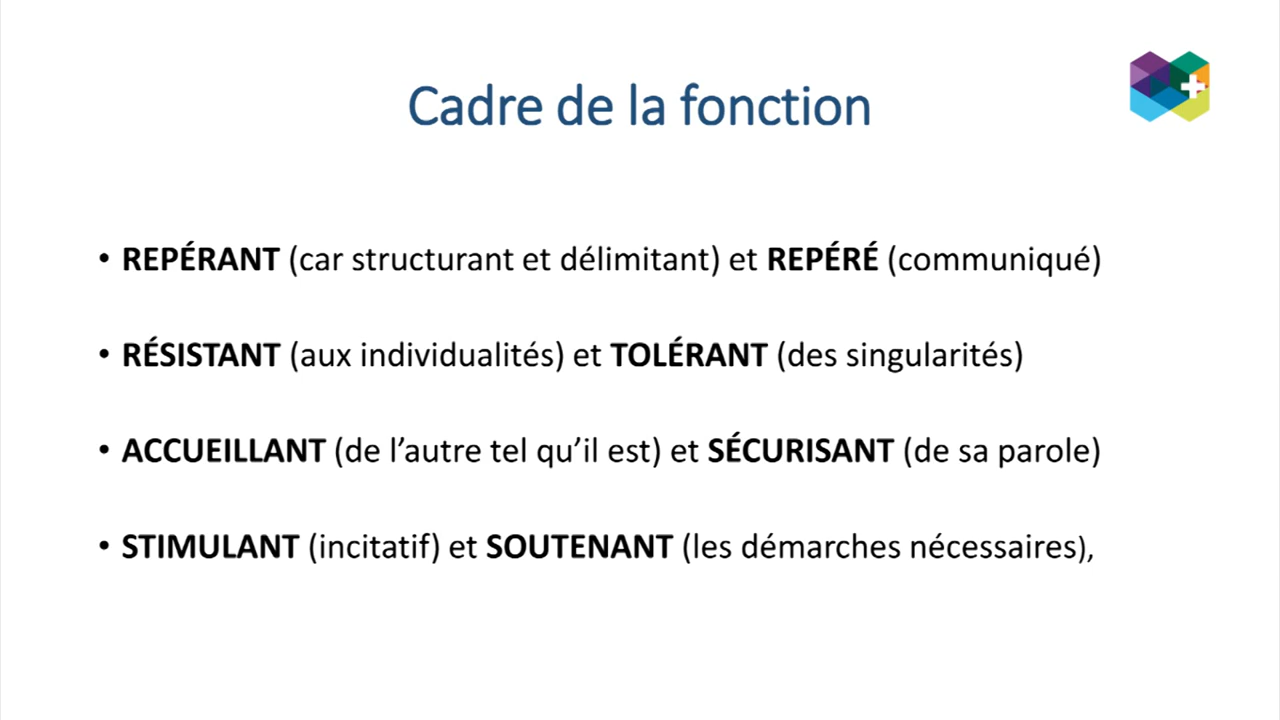 Cadre de la fonction
• REPÉRANT (car structurant et délimitant) et REPÉRÉ (communiqué)
• RÉSISTANT (aux individualités) et TOLÉRANT (des singularités)
• ACCUEILLANT (de l’autre tel qu’il est) et SÉCURISANT (de sa parole)
• STIMULANT (incitatif) et SOUTENANT (les démarches nécessaires),